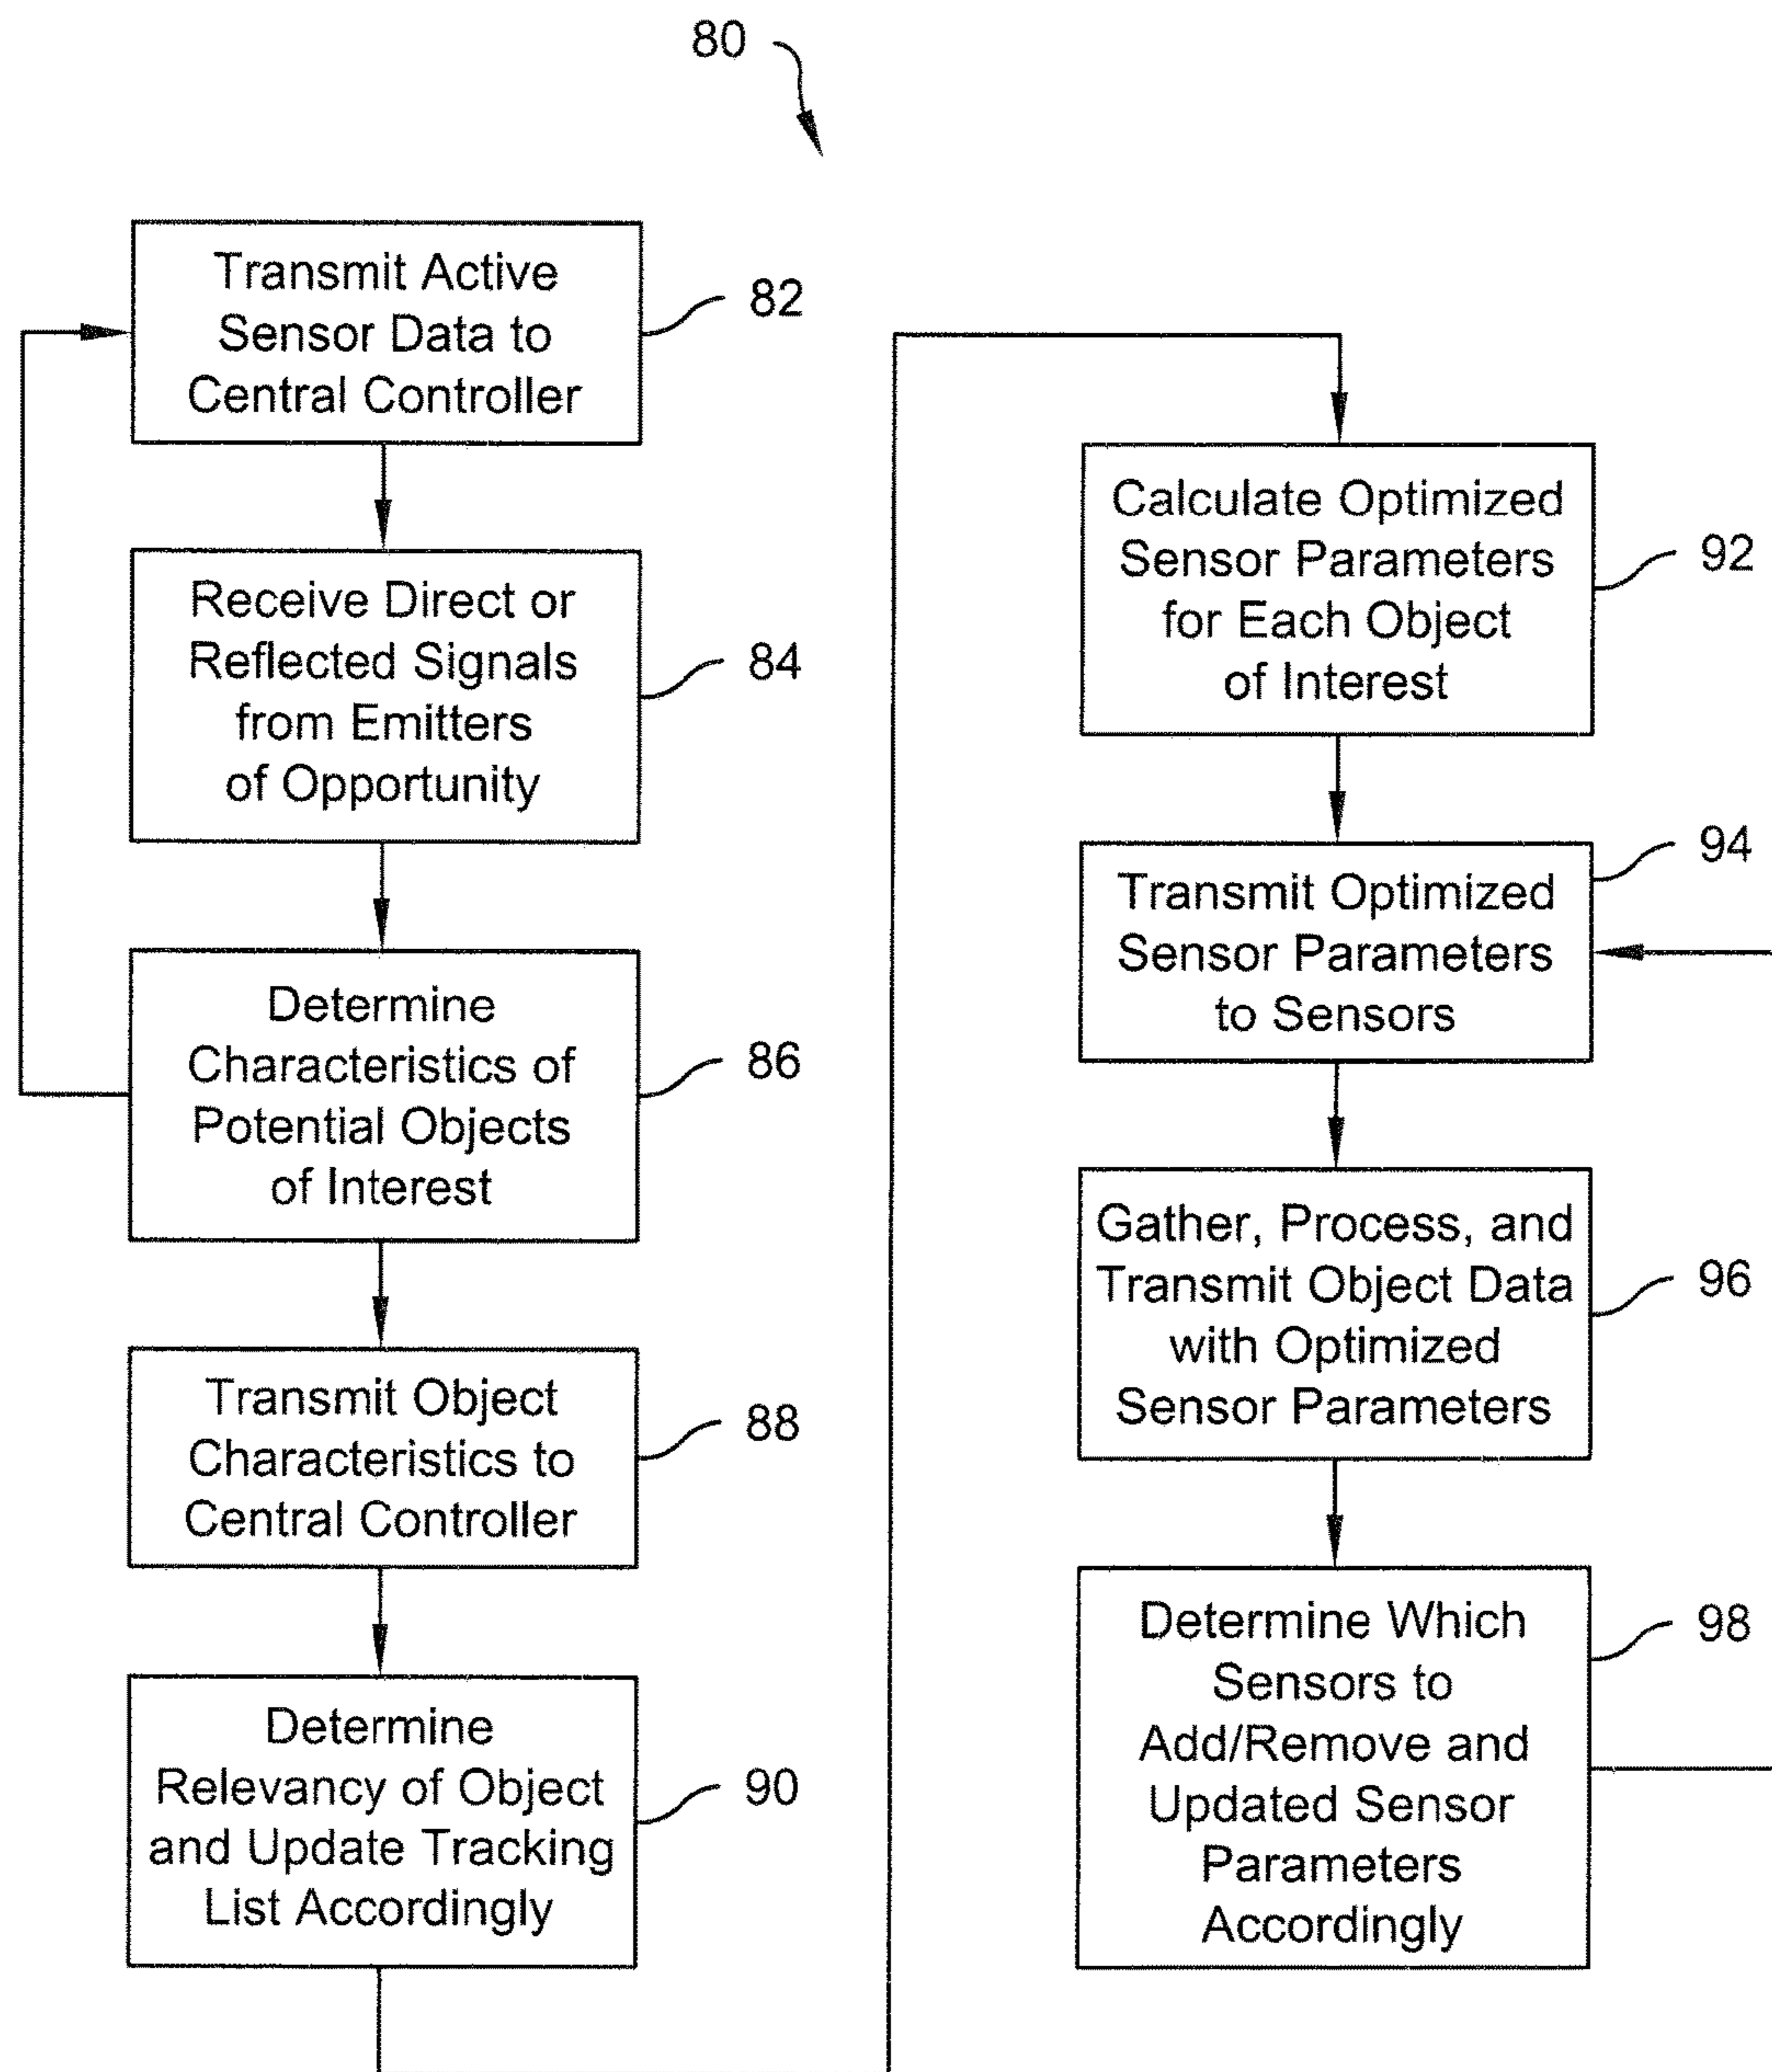 80
Transmit Active
Sensor Data to
Central Controller
82
Receive Direct or
Reflected Signals
from Emitters
of Opportunity
84
Determine
Characteristics of
Potential Objects
of Interest
86
Transmit Object
Characteristics to
Central Controller
88
Determine
Relevancy of Object
and Update Tracking
List Accordingly
90
Calculate Optimized
Sensor Parameters
for Each Object
of Interest
92
Transmit Optimized
Sensor Parameters
to Sensors
94
Gather, Process, and
Transmit Object Data
with Optimized
Sensor Parameters
96
Determine Which
Sensors to
Add/Remove and
Updated Sensor
Parameters
Accordingly
98